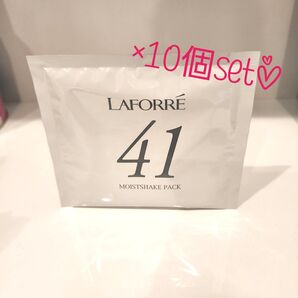 ×10個set♡
LAFORRÉ
41
MOISTSHAKE PACK